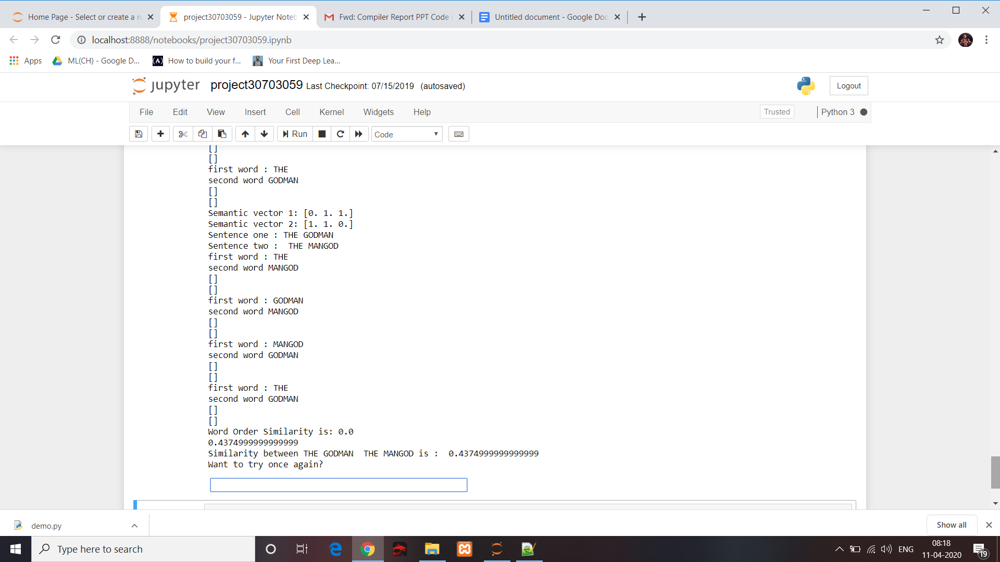 Home Page - Select or create a n
project30703059 - Jupyter Noteb
Fwd: Compiler Report PPT Code (
Untitled document - Google Doc
localhost:8888/notebooks/project30703059.ipynb
Apps
ML(CH) - Google D...
(A) How to build your f...
Your First Deep Lea...
jupyter project30703059 Last Checkpoint: 07/15/2019 (autosaved)
Logout
File Edit View Insert Cell Kernel Widgets Help
Trusted
Python 3
Run
Code
[]
[]
first word : THE
second word GODMAN
[]
[]
Semantic vector 1: [0. 1. 1.]
Semantic vector 2: [1. 1. 0.]
Sentence one : THE GODMAN
Sentence two :  THE MANGOD
first word : THE
second word MANGOD
[]
[]
first word : GODMAN
second word MANGOD
[]
[]
first word : MANGOD
second word GODMAN
[]
[]
first word : THE
second word GODMAN
[]
[]
Word Order Similarity is: 0.0
0.4374999999999999
Similarity between THE GODMAN  THE MANGOD is :  0.4374999999999999
Want to try once again?
demo.py
Show all
Type here to search
ENG
08:18
11-04-2020
19